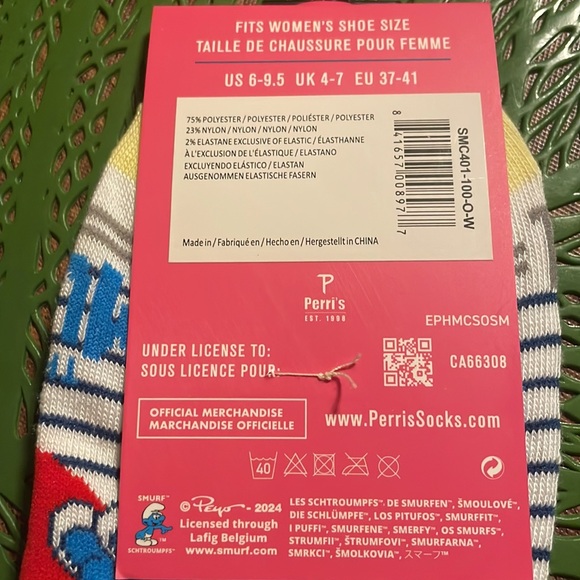 FITS WOMEN'S SHOE SIZE
TAILLE DE CHAUSSURE POUR FEMME
US 6-9.5 UK 4-7 EU 37-41
75% POLYESTER / POLYESTER / POLIÉSTER / POLYESTER
23% NYLON / NYLON / NYLON / NYLON
2% ELASTANE EXCLUSIVE OF ELASTIC / ÉLASTHANNE
À L'EXCLUSION DE L'ÉLASTIQUE / ELASTANO
EXCLUYENDO ELÁSTICO / ELASTAN
AUSGENOMMEN ELASTISCHE FASERN
Made in / Fabriqué en / Hecho en / Hergestellt in CHINA
8 41657 00897 7
SMC401-100-O-W
Perri's
EST. 1998
EPHMCSOSM
CA66308
UNDER LICENSE TO:
SOUS LICENCE POUR:
OFFICIAL MERCHANDISE
MARCHANDISE OFFICIELLE
www.PerrisSocks.com
40
SMURF™
SCHTROUMPFS™
© Peyo - 2024
Licensed through
Lafig Belgium
www.smurf.com
LES SCHTROUMPFS™, DE SMURFEN™, ŠMOULOVÉ™,
DIE SCHLÜMPFE™, LOS PITUFOS™, SMURFFIT™,
I PUFFI™, SMURFENE™, SMERFY™, OS SMURFS™,
STRUMFII™, ŠTRUMFOVI™, SMURFARNA™,
SMRKCI™, ŠMOLKOVIA™, スマーフ™